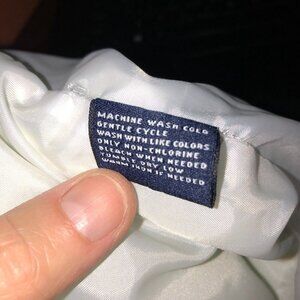 MACHINE WASH COLD
GENTLE CYCLE
WASH WITH LIKE COLORS
ONLY NON-CHLORINE
BLEACH WHEN NEEDED
TUMBLE DRY LOW
WARM IRON IF NEEDED